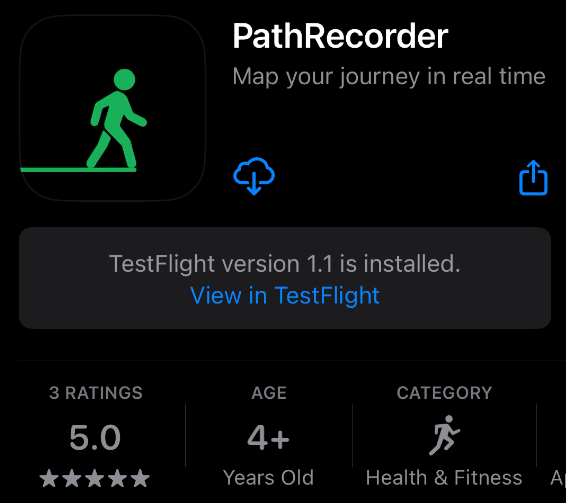 PathRecorder
Map your journey in real time
TestFlight version 1.1 is installed.
View in TestFlight
3 RATINGS
5.0
AGE
4+
Years Old
CATEGORY
Health & Fitness